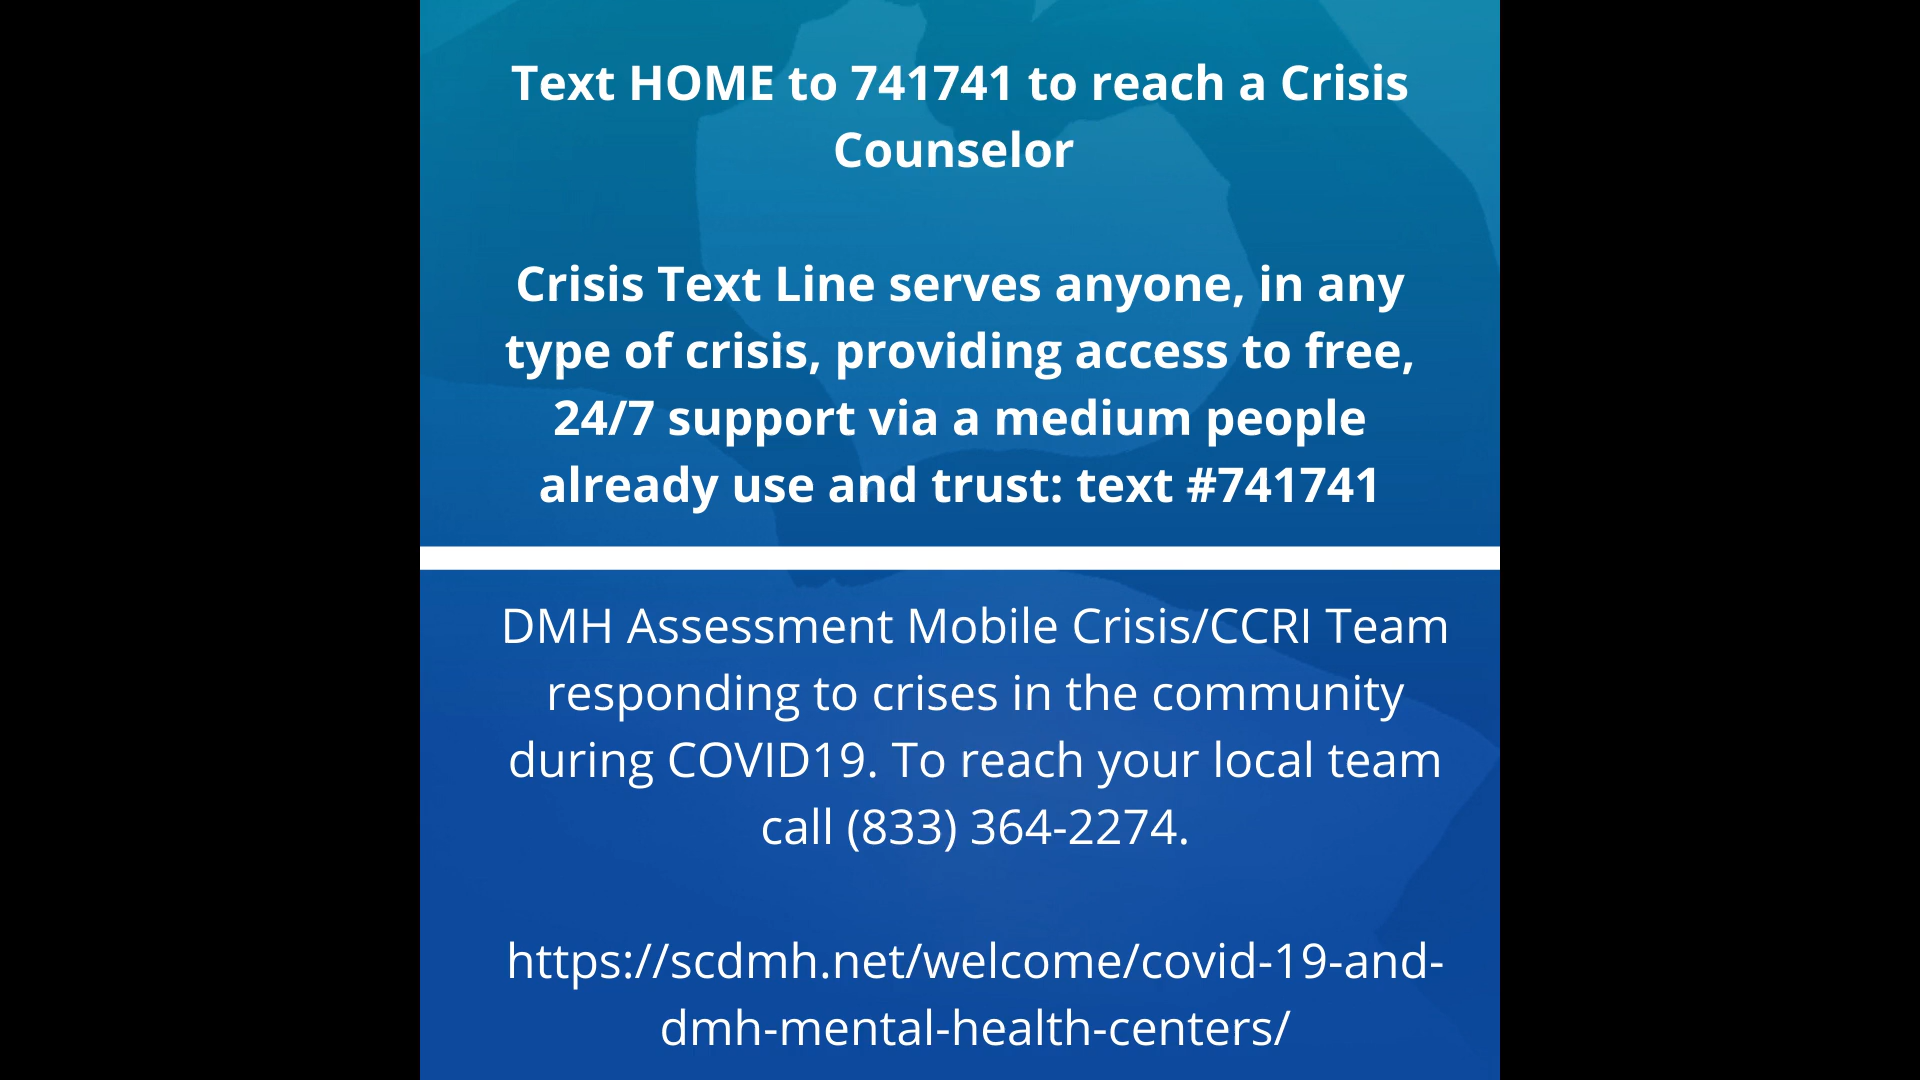 Text HOME to 741741 to reach a Crisis
Counselor
Crisis Text Line serves anyone, in any
type of crisis, providing access to free,
24/7 support via a medium people
already use and trust: text #741741
DMH Assessment Mobile Crisis/CCRI Team
responding to crises in the community
during COVID19. To reach your local team
call (833) 364-2274.
https://scdmh.net/welcome/covid-19-and-
dmh-mental-health-centers/